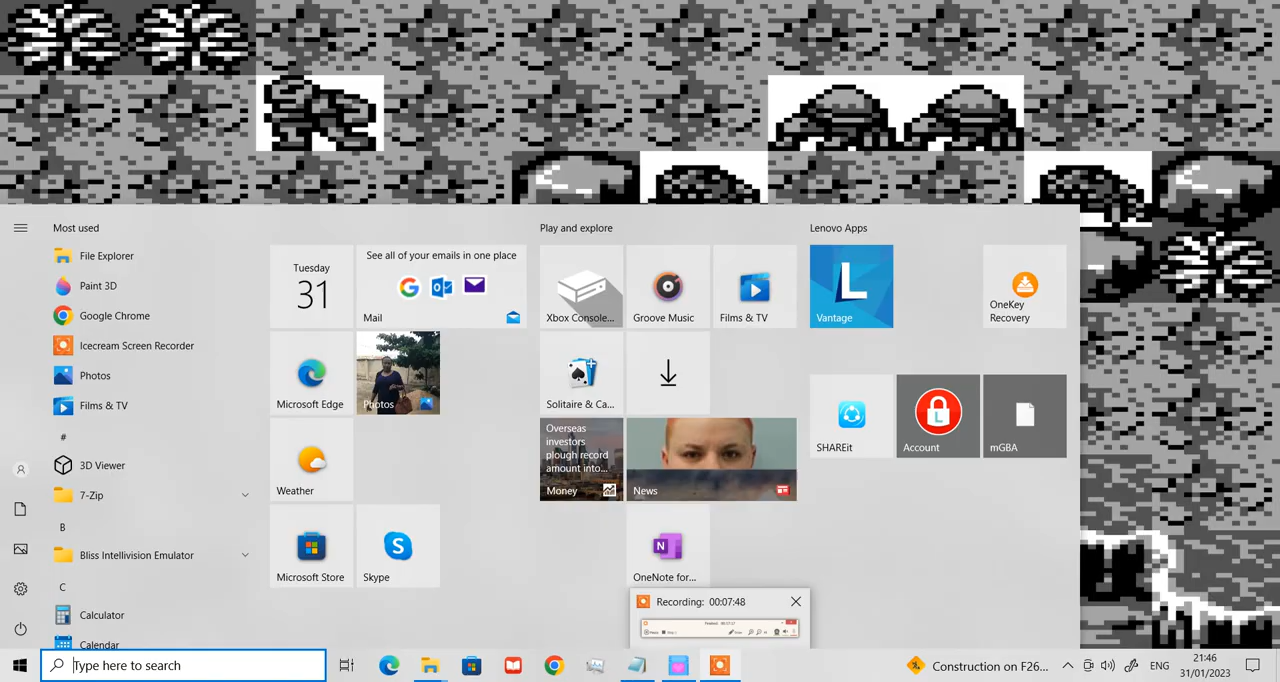 Most used
File Explorer
Paint 3D
Google Chrome
Icecream Screen Recorder
Photos
Films & TV
#
3D Viewer
7-Zip
B
Bliss Intellivision Emulator
C
Calculator
Calendar
Tuesday
31
See all of your emails in one place
Mail
Microsoft Edge
Photos
Weather
Microsoft Store
Skype
Play and explore
Xbox Console...
Groove Music
Films & TV
Solitaire & Ca...
Overseas
investors
plough record
amount into...
Money
News
OneNote for...
Lenovo Apps
L
Vantage
OneKey
Recovery
SHAREit
L
Account
mGBA
Recording: 00:07:48
Type here to search
Construction on F26...
ENG
21:46
31/01/2023